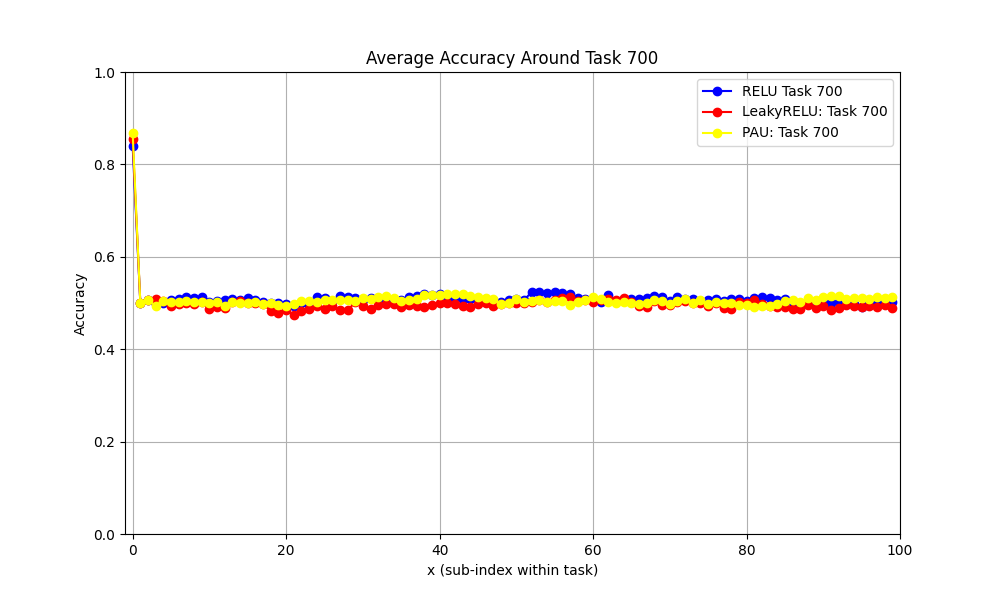 Average Accuracy Around Task 700
RELU Task 700
LeakyRELU: Task 700
PAU: Task 700
Accuracy
1.0
0.8
0.6
0.4
0.2
0.0
0 20 40 60 80 100
x (sub-index within task)